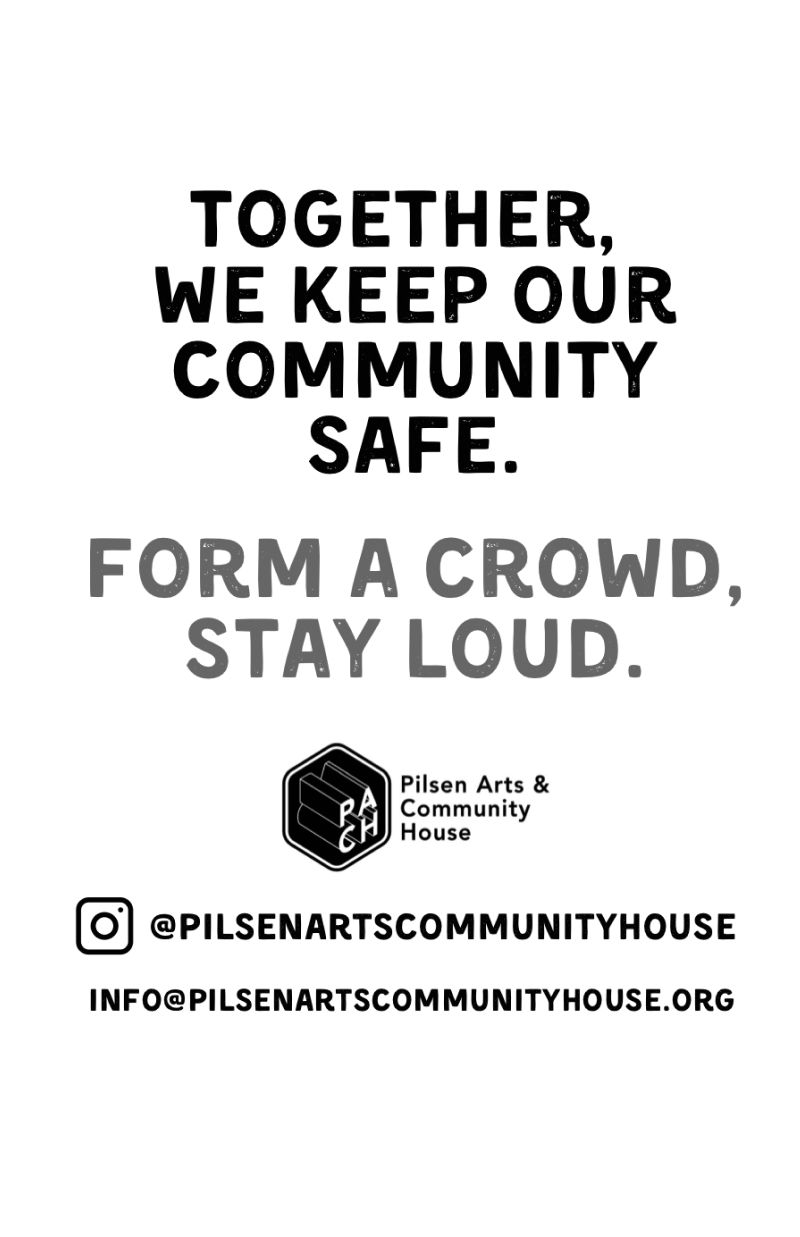 TOGETHER,
WE KEEP OUR
COMMUNITY
SAFE.
FORM A CROWD,
STAY LOUD.
PACH
Pilsen Arts &
Community
House
@PILSENARTSCOMMUNITYHOUSE
INFO@PILSENARTSCOMMUNITYHOUSE.ORG